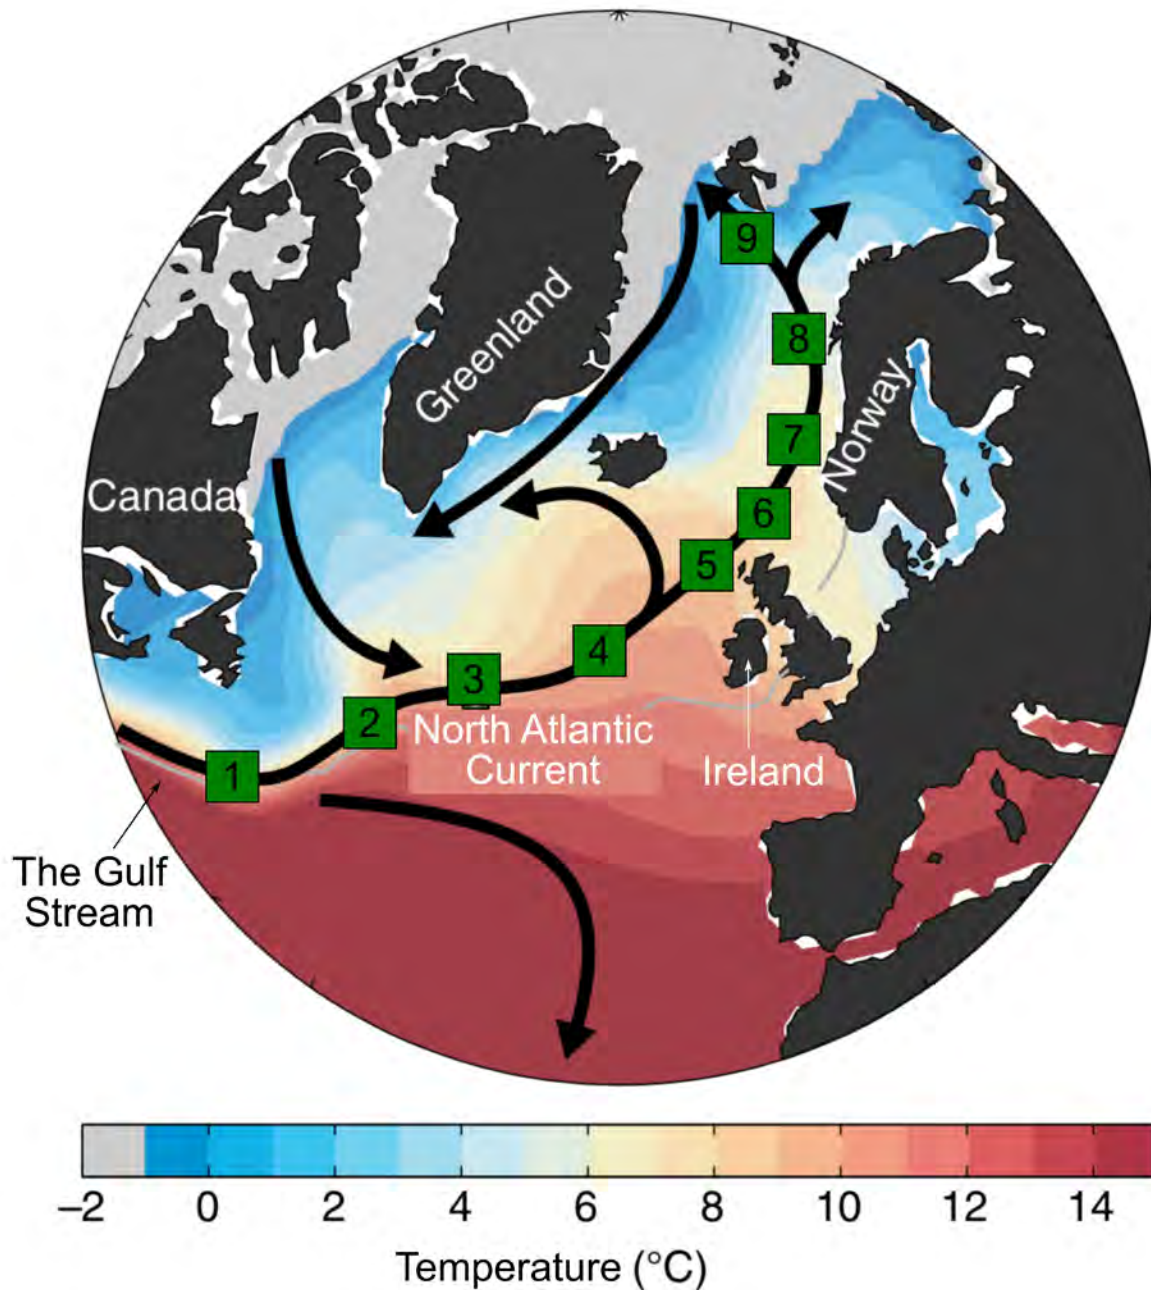 9
Greenland
8
Norway
7
Canada
6
5
4
3
2
North Atlantic
Current
1
Ireland
The Gulf
Stream
−2 0 2 4 6 8 10 12 14
Temperature (°C)